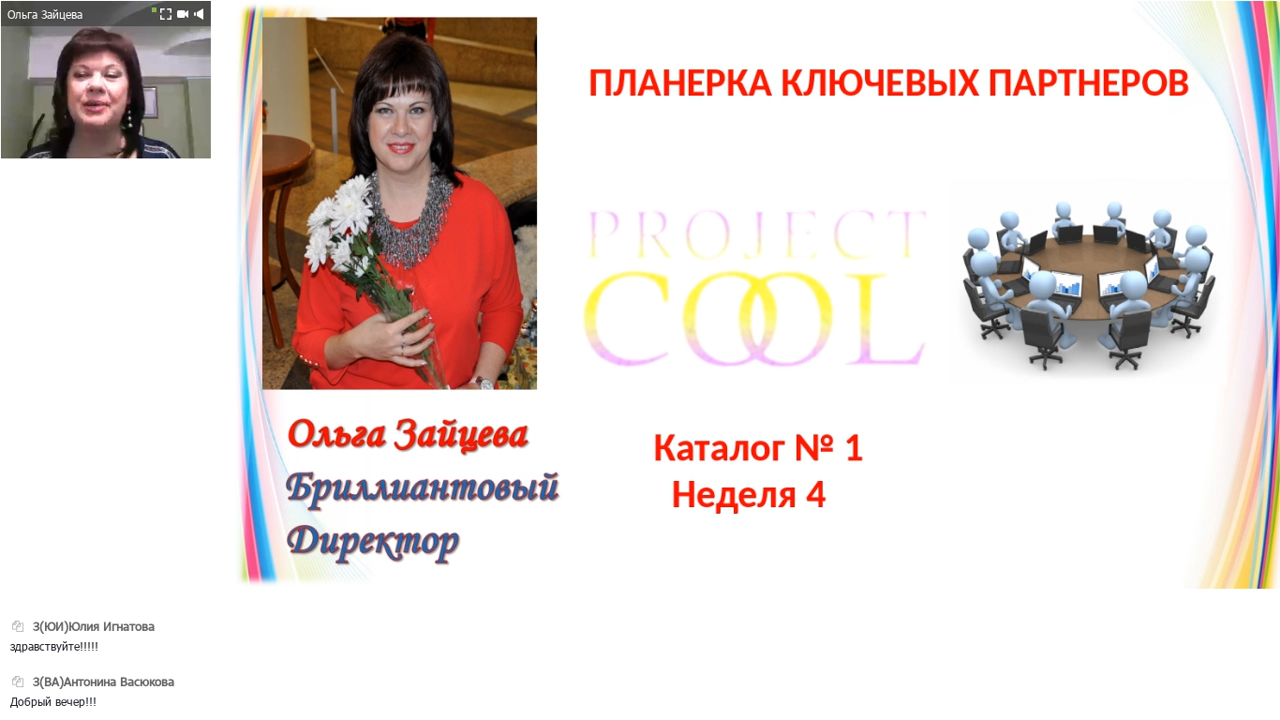 Ольга Зайцева
ПЛАНЕРКА КЛЮЧЕВЫХ ПАРТНЕРОВ
PROJECT
COOL
Ольга Зайцева
Бриллиантовый
Директор
Каталог № 1
Неделя 4
З(ЮИ)Юлия Игнатова
здравствуйте!!!!!
З(ВА)Антонина Васюкова
Добрый вечер!!!